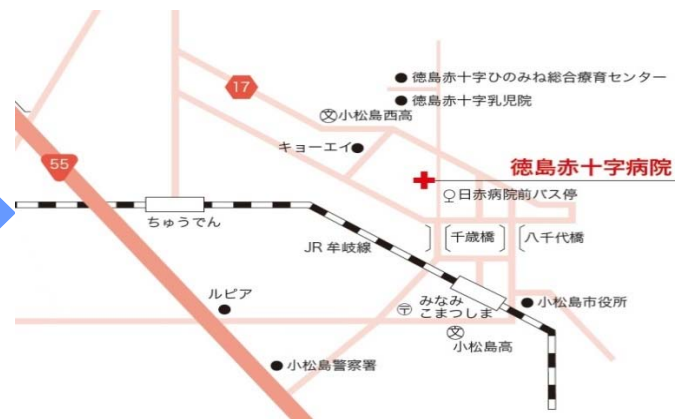 徳島赤十字ひのみね総合療育センター
17
徳島赤十字乳児院
文小松島西高
キョーエイ
55
徳島赤十字病院
日赤病院前バス停
ちゅうでん
JR 牟岐線
千歳橋
八千代橋
ルピア
〒
みなみ
こまつしま
小松島市役所
文
小松島高
小松島警察署